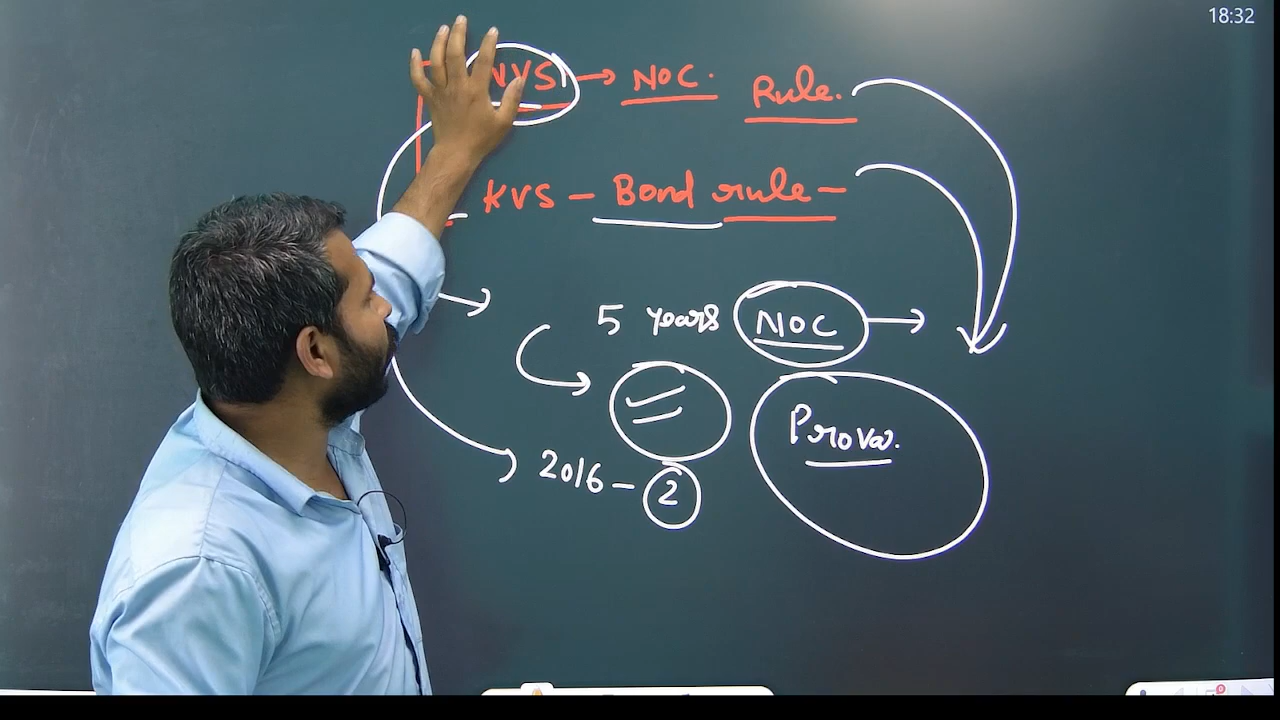 18:32
NVS → NOC. Rule.
KVS - Bond rule -
5 years NOC →
Prova.
2016 - 2